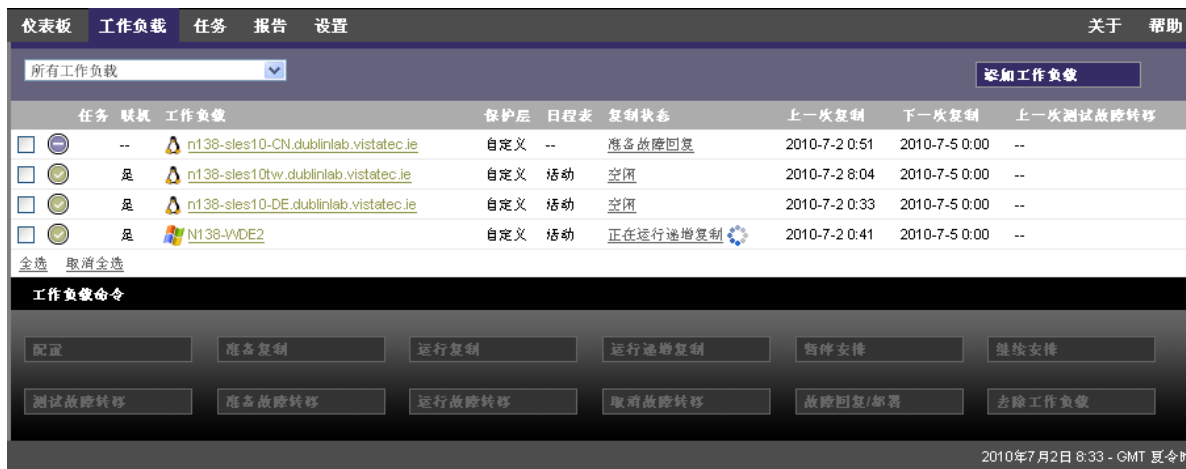 仪表板 工作负载 任务 报告 设置 关于 帮助
所有工作负载 添加工作负载
任务 联机 工作负载 保护层 日程表 复制状态 上一次复制 下一次复制 上一次测试故障转移
-- n138-sles10-CN.dublinlab.vistatec.ie 自定义 -- 准备故障回复 2010-7-2 0:51 2010-7-5 0:00 --
是 n138-sles10tw.dublinlab.vistatec.ie 自定义 活动 空闲 2010-7-2 8:04 2010-7-5 0:00 --
是 n138-sles10-DE.dublinlab.vistatec.ie 自定义 活动 空闲 2010-7-2 0:33 2010-7-5 0:00 --
是 N138-WDE2 自定义 活动 正在运行递增复制 2010-7-2 0:41 2010-7-5 0:00 --
全选 取消全选
工作负载命令
配置 准备复制 运行复制 运行递增复制 暂停安排 继续安排
测试故障转移 准备故障转移 运行故障转移 取消故障转移 故障回复/部署 去除工作负载
2010年7月2日 8:33 - GMT 夏令